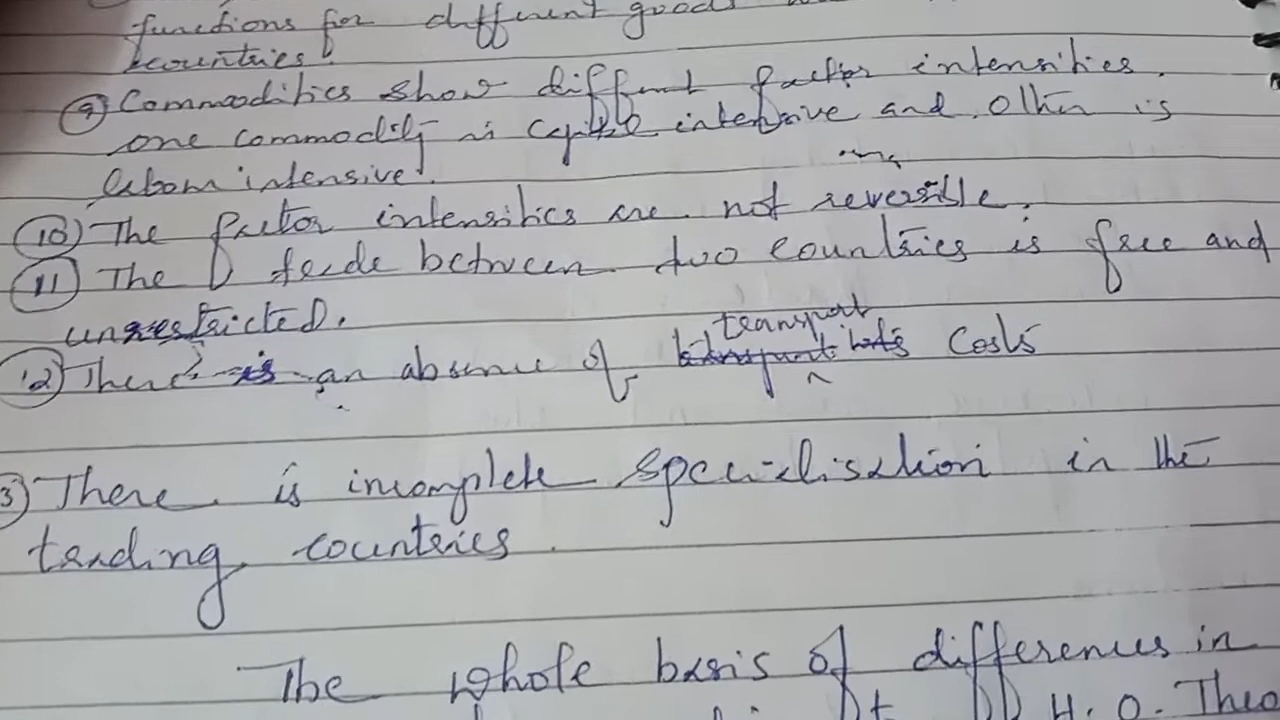 functions for different goods
countries.
9) Commodities show different factor intensities.
one commodity is capital intensive and other is
labour intensive.
10) The factor intensities are not reversible.
11) The trade between two countries is free and
unrestricted.
12) There is an absence of transport costs
3) There is incomplete specialisation in the
trading countries.
The whole basis of differences in
H. O. Theo